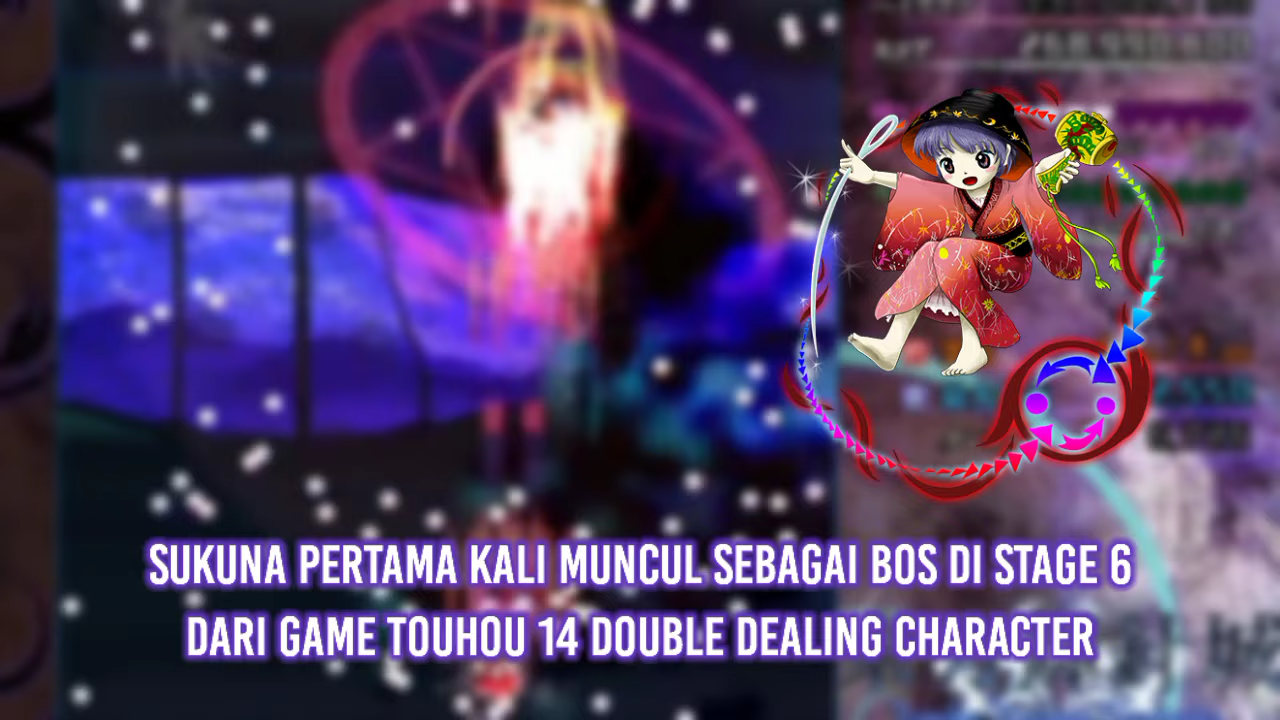 SUKUNA PERTAMA KALI MUNCUL SEBAGAI BOS DI STAGE 6
DARI GAME TOUHOU 14 DOUBLE DEALING CHARACTER